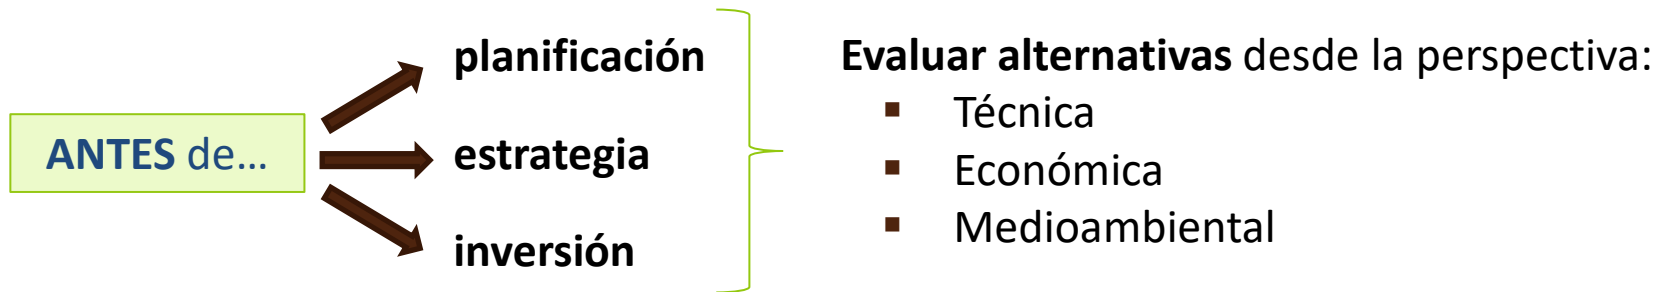 ANTES de…
planificación
estrategia
inversión
Evaluar alternativas desde la perspectiva:
▪ Técnica
▪ Económica
▪ Medioambiental